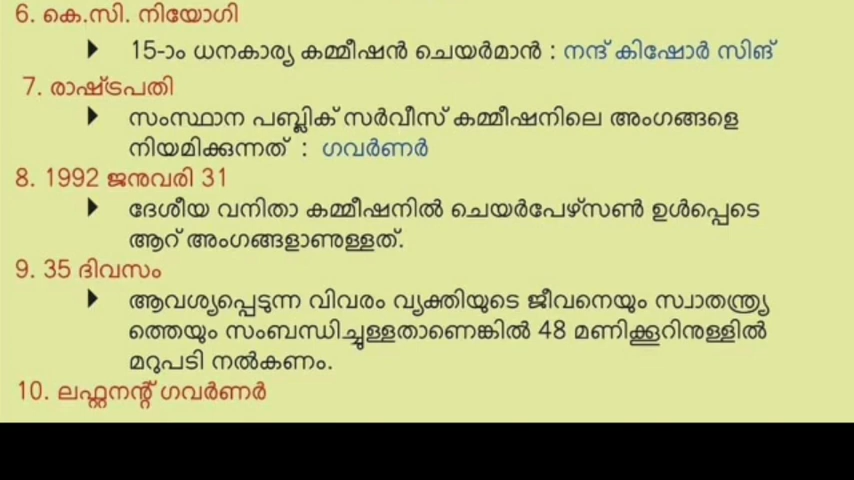 6. കെ.സി. നിയോഗി
15-ാം ധനകാര്യ കമ്മീഷൻ ചെയർമാൻ : നന്ദ് കിഷോർ സിങ്
7. രാഷ്ട്രപതി
സംസ്ഥാന പബ്ലിക് സർവീസ് കമ്മീഷനിലെ അംഗങ്ങളെ
നിയമിക്കുന്നത് : ഗവർണർ
8. 1992 ജനുവരി 31
ദേശീയ വനിതാ കമ്മീഷനിൽ ചെയർപേഴ്സൺ ഉൾപ്പെടെ
ആറ് അംഗങ്ങളാണുള്ളത്.
9. 35 ദിവസം
ആവശ്യപ്പെടുന്ന വിവരം വ്യക്തിയുടെ ജീവനെയും സ്വാതന്ത്ര്യ
ത്തെയും സംബന്ധിച്ചുള്ളതാണെങ്കിൽ 48 മണിക്കൂറിനുള്ളിൽ
മറുപടി നൽകണം.
10. ലഫ്റ്റനന്റ് ഗവർണർ